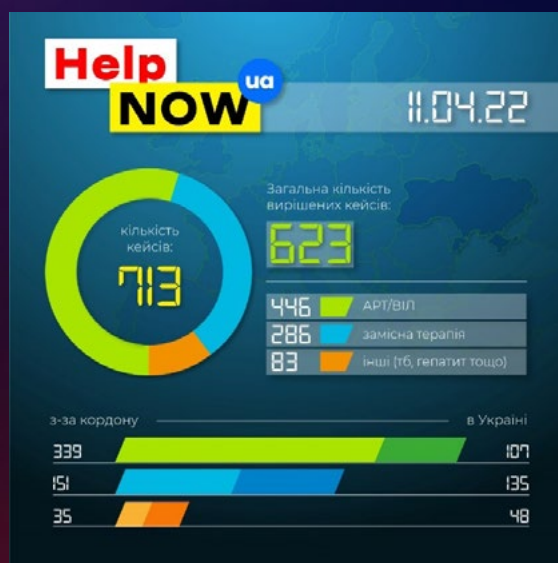 Help
NOW
ua
11.04.22
кількість
кейсів:
713
Загальна кількість
вирішених кейсів:
623
446 АРТ/ВІЛ
286 замісна терапія
83 інші (тб, гепатит тощо)
з-за кордону в Україні
339 107
151 135
35 48